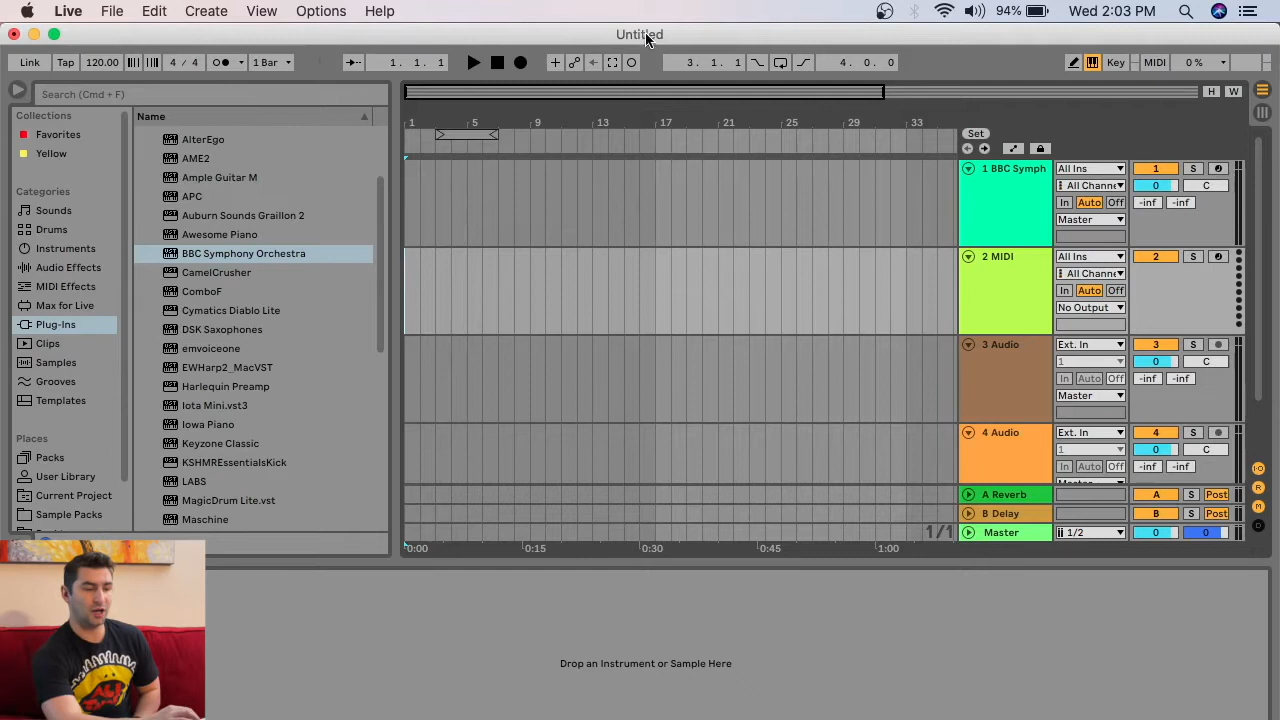 Live File Edit Create View Options Help 94% Wed 2:03 PM
Untitled
Link Tap 120.00 4 / 4 1 Bar 1. 1. 1 3. 1. 1 4. 0. 0 Key MIDI 0 %
Search (Cmd + F)
H W
Collections
Favorites
Yellow
Categories
Sounds
Drums
Instruments
Audio Effects
MIDI Effects
Max for Live
Plug-Ins
Clips
Samples
Grooves
Templates
Places
Packs
User Library
Current Project
Sample Packs
Name
AlterEgo
AME2
Ample Guitar M
APC
Auburn Sounds Graillon 2
Awesome Piano
BBC Symphony Orchestra
CamelCrusher
ComboF
Cymatics Diablo Lite
DSK Saxophones
emvoiceone
EWHarp2_MacVST
Harlequin Preamp
Iota Mini.vst3
Iowa Piano
Keyzone Classic
KSHMREssentialsKick
LABS
MagicDrum Lite.vst
Maschine
1 5 9 13 17 21 25 29 33
Set
1 BBC Symph All Ins 1 S
All Channe 0 C
In Auto Off -inf -inf
Master
2 MIDI All Ins 2 S
All Channe
In Auto Off
No Output
3 Audio Ext. In 3 S
1 0 C
In Auto Off -inf -inf
Master
4 Audio Ext. In 4 S
1 0 C
In Auto Off -inf -inf
Master
A Reverb A S Post
B Delay B S Post
1/1 Master 1/2 0 0
0:00 0:15 0:30 0:45 1:00
I·O
R
M
D
Drop an Instrument or Sample Here